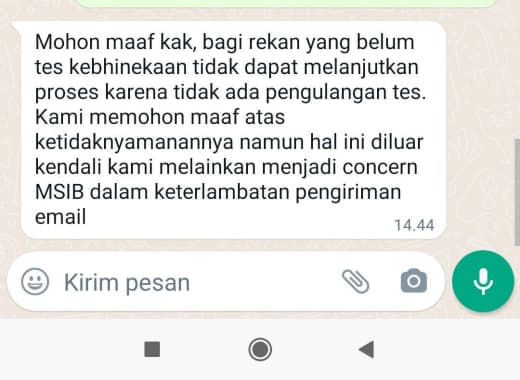 Mohon maaf kak, bagi rekan yang belum
tes kebhinekaan tidak dapat melanjutkan
proses karena tidak ada pengulangan tes.
Kami memohon maaf atas
ketidaknyamanannya namun hal ini diluar
kendali kami melainkan menjadi concern
MSIB dalam keterlambatan pengiriman
email
14.44
Kirim pesan